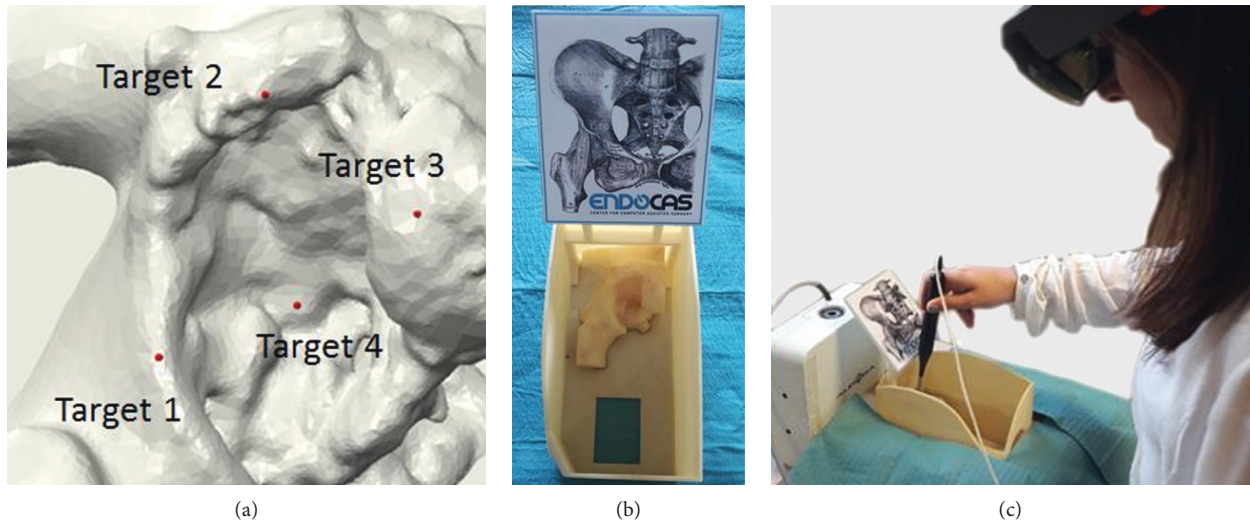 Target 2
Target 3
Target 4
Target 1
ENDOCAS
CENTER FOR COMPUTER ASSISTED SURGERY
(a)
(b)
(c)